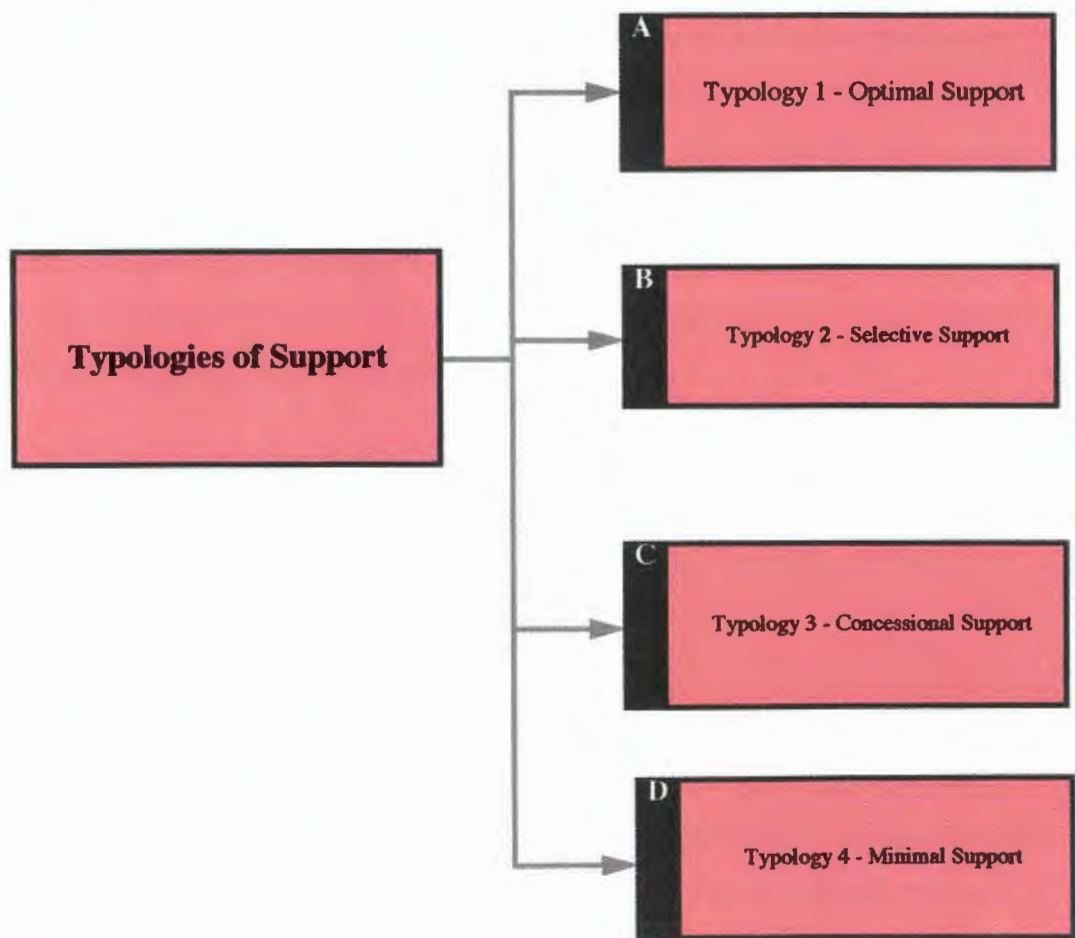 A
Typology 1 - Optimal Support
B
Typology 2 - Selective Support
Typologies of Support
C
Typology 3 - Concessional Support
D
Typology 4 - Minimal Support